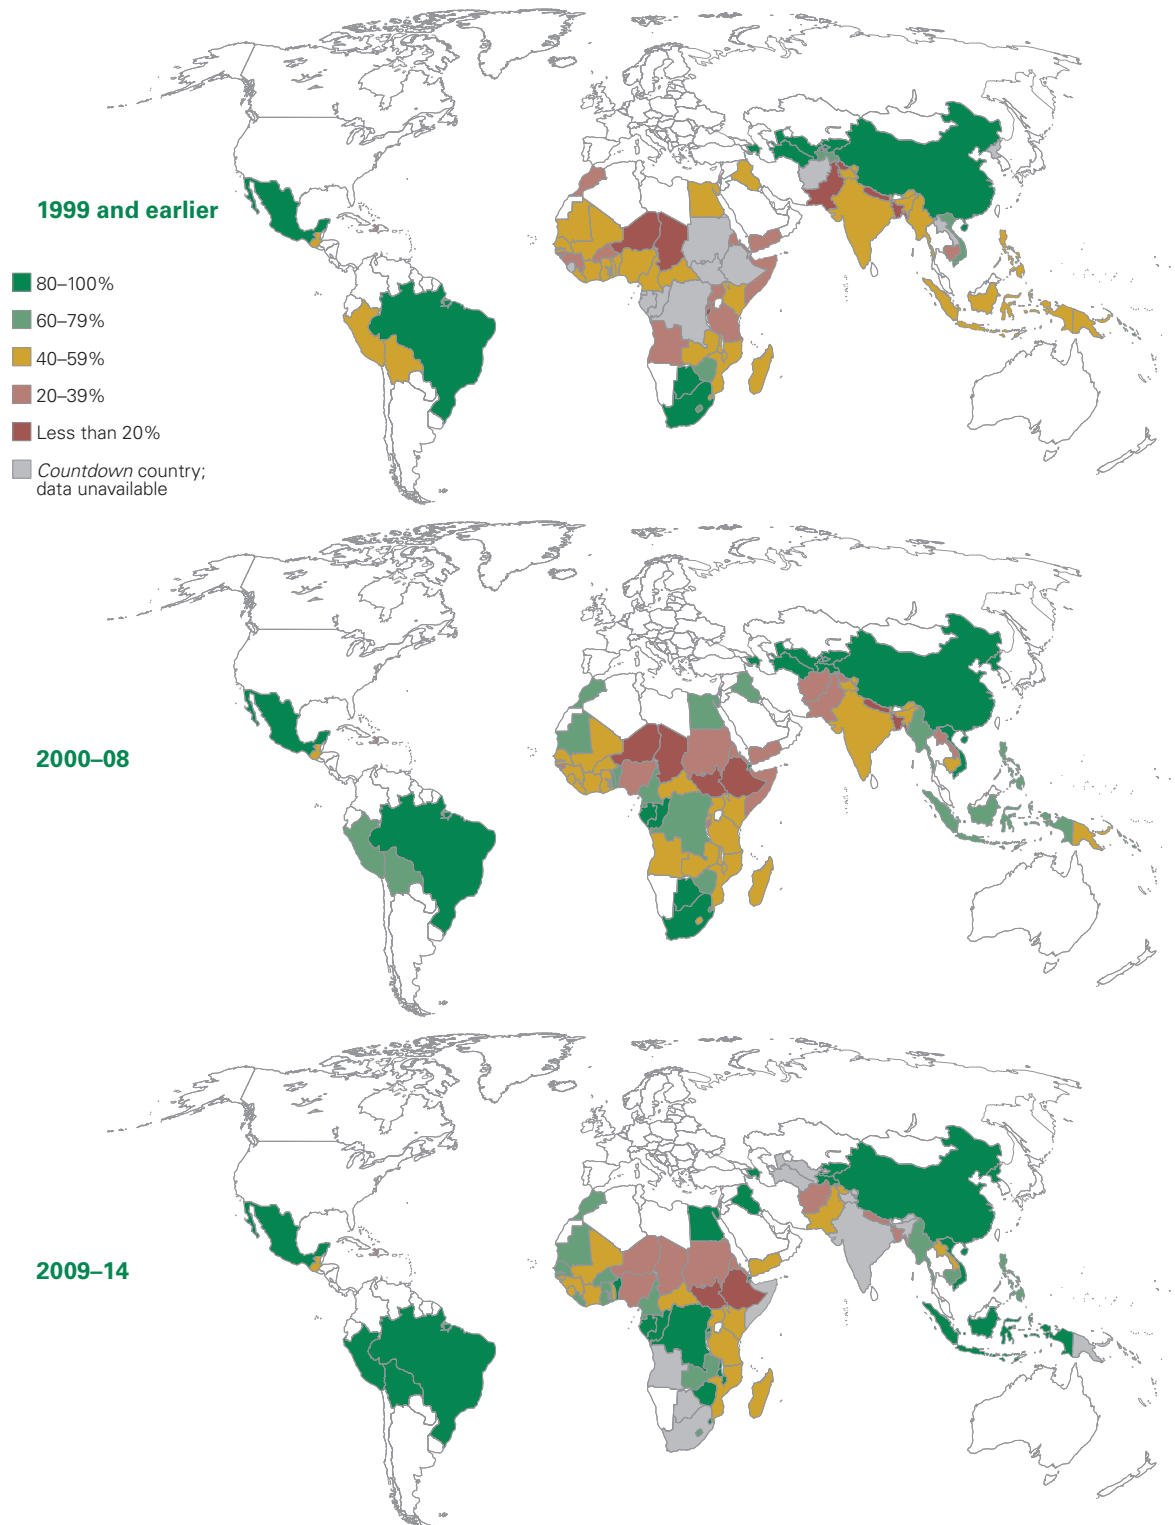 1999 and earlier
80–100%
60–79%
40–59%
20–39%
Less than 20%
Countdown country;
data unavailable
2000–08
2009–14